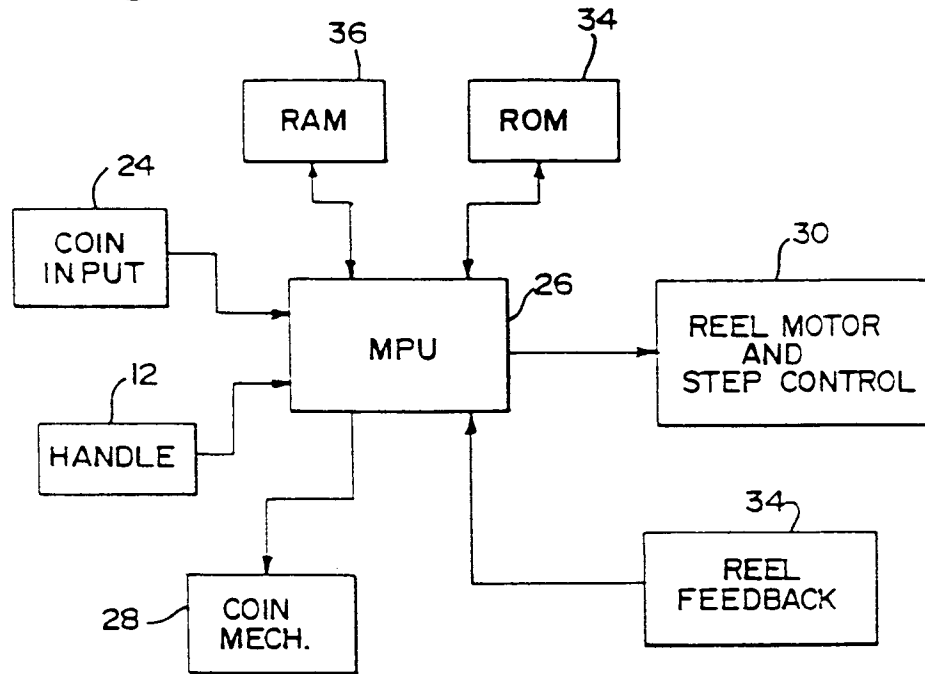 36
RAM
34
ROM
24
COIN
INPUT
26
MPU
30
REEL MOTOR
AND
STEP CONTROL
12
HANDLE
28
COIN
MECH.
34
REEL
FEEDBACK